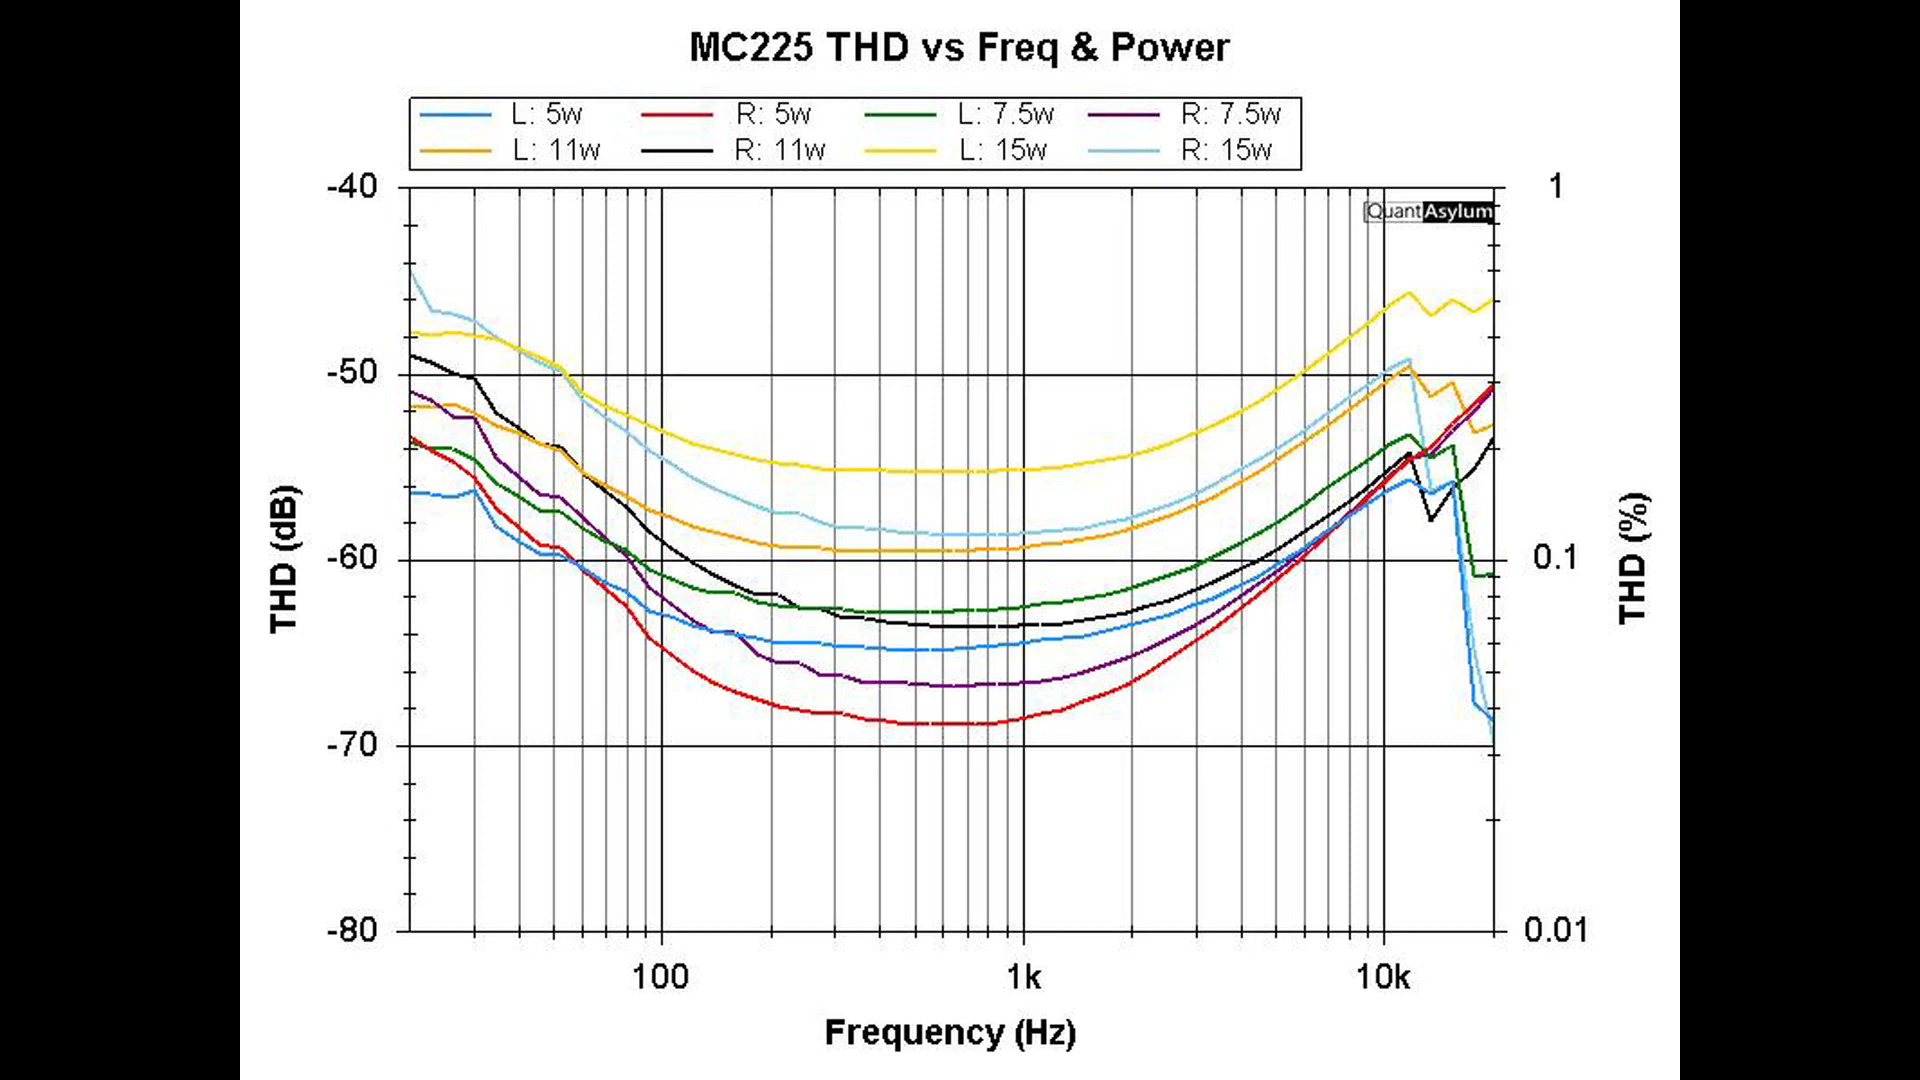 MC225 THD vs Freq & Power
L: 5w R: 5w L: 7.5w R: 7.5w
L: 11w R: 11w L: 15w R: 15w
-40 1
QuantAsylum
-50
-60 0.1
-70
-80 0.01
THD (dB)
THD (%)
100 1k 10k
Frequency (Hz)